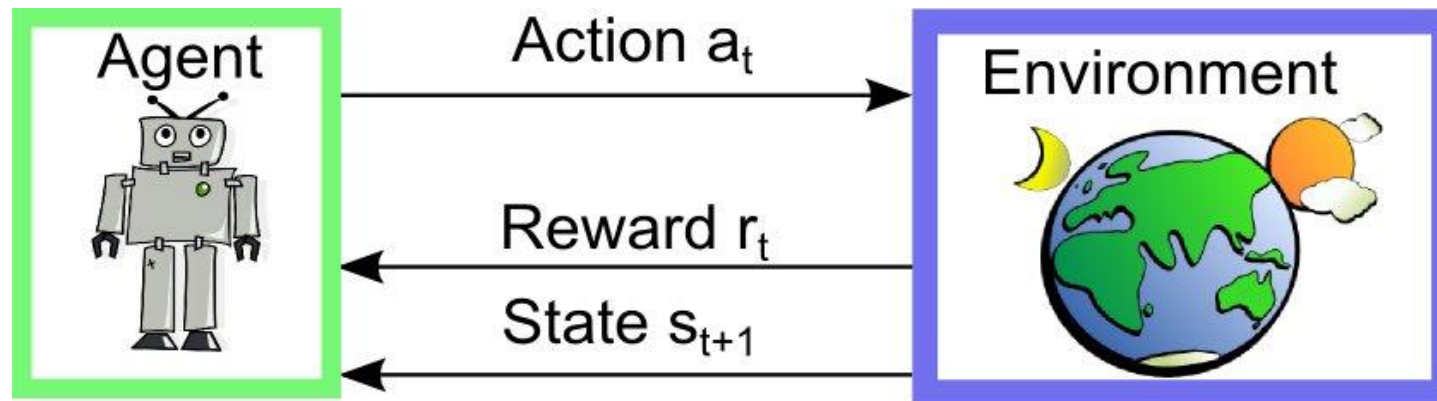 Agent
Action aₜ
Environment
Reward rₜ
State sₜ₊₁